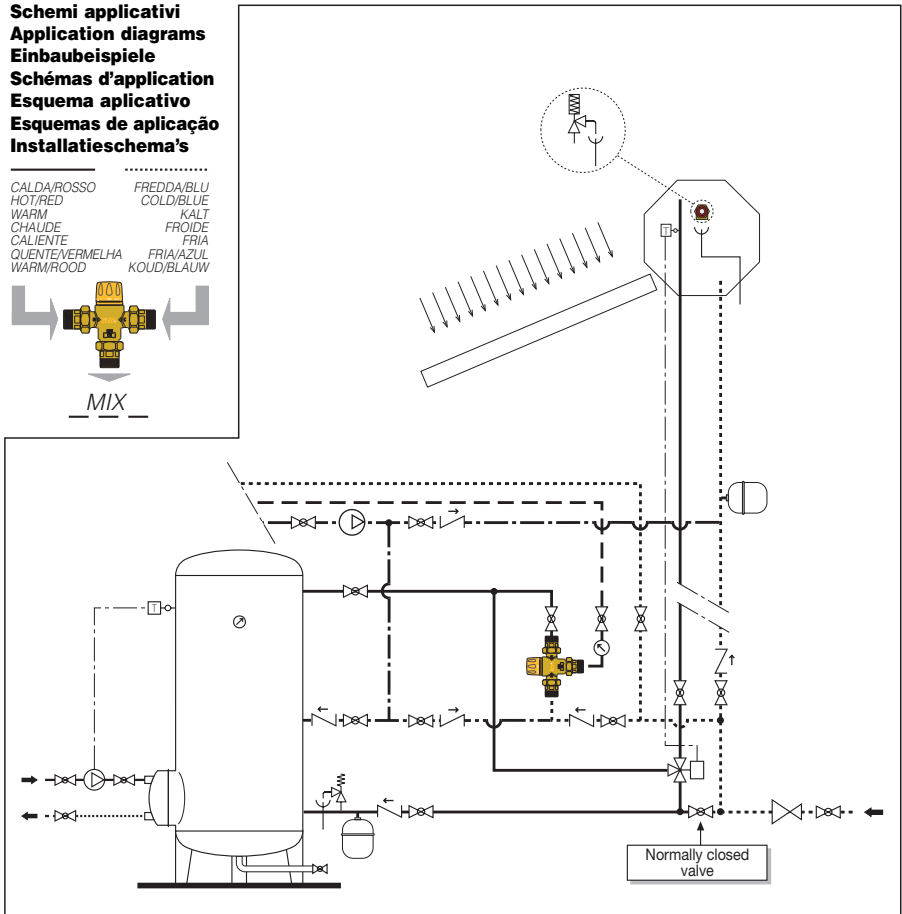 Schemi applicativi
Application diagrams
Einbaubeispiele
Schémas d'application
Esquema aplicativo
Esquemas de aplicação
Installatieschema's
CALDA/ROSSO FREDDA/BLU
HOT/RED COLD/BLUE
WARM KALT
CHAUDE FROIDE
CALIENTE FRIA
QUENTE/VERMELHA FRIA/AZUL
WARM/ROOD KOUD/BLAUW
MIX
T
T
Normally closed
valve